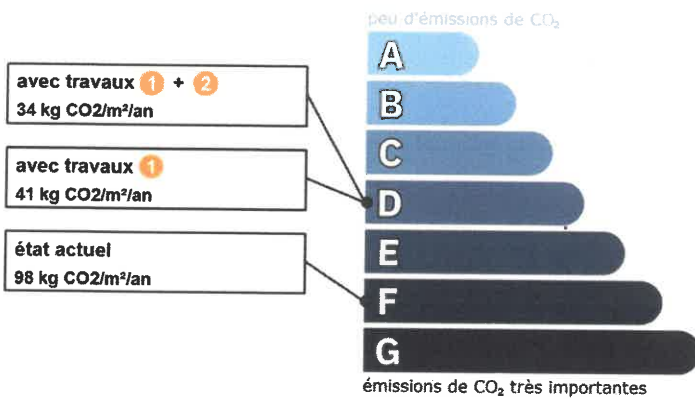 peu d'émissions de CO₂
A
avec travaux 1 + 2
34 kg CO2/m²/an
B
C
avec travaux 1
41 kg CO2/m²/an
D
E
état actuel
98 kg CO2/m²/an
F
G
émissions de CO₂ très importantes